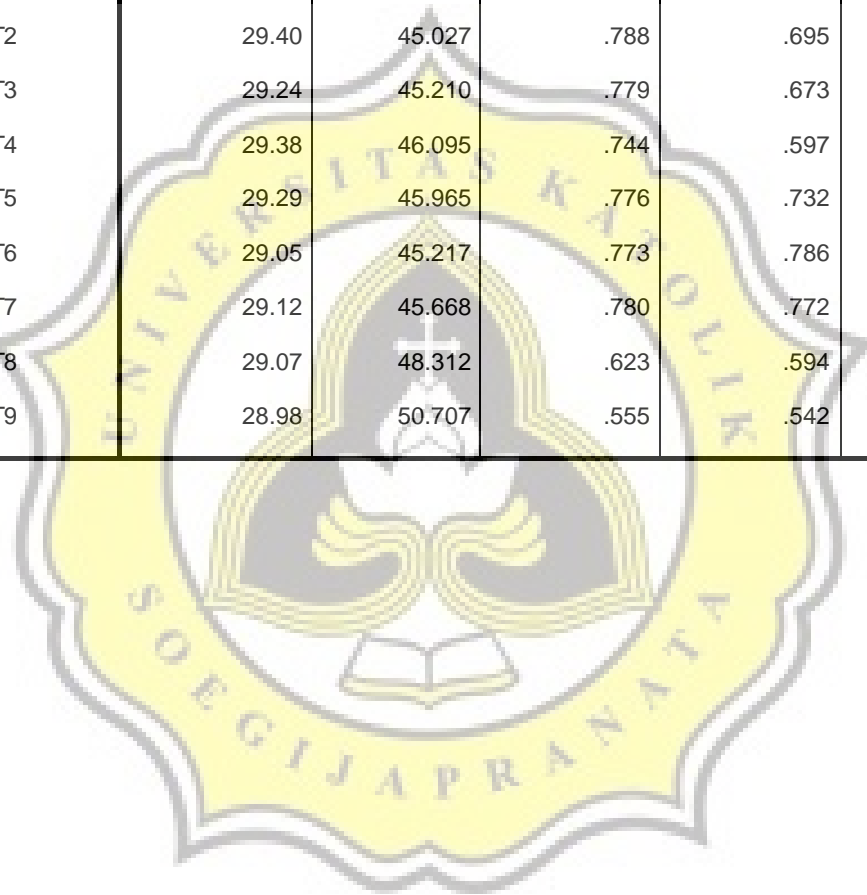 T2 29.40 45.027 .788 .695
T3 29.24 45.210 .779 .673
T4 29.38 46.095 .744 .597
T5 29.29 45.965 .776 .732
T6 29.05 45.217 .773 .786
T7 29.12 45.668 .780 .772
T8 29.07 48.312 .623 .594
T9 28.98 50.707 .555 .542
UNIVERSITAS KATOLIK
SOEGIJAPRANATA